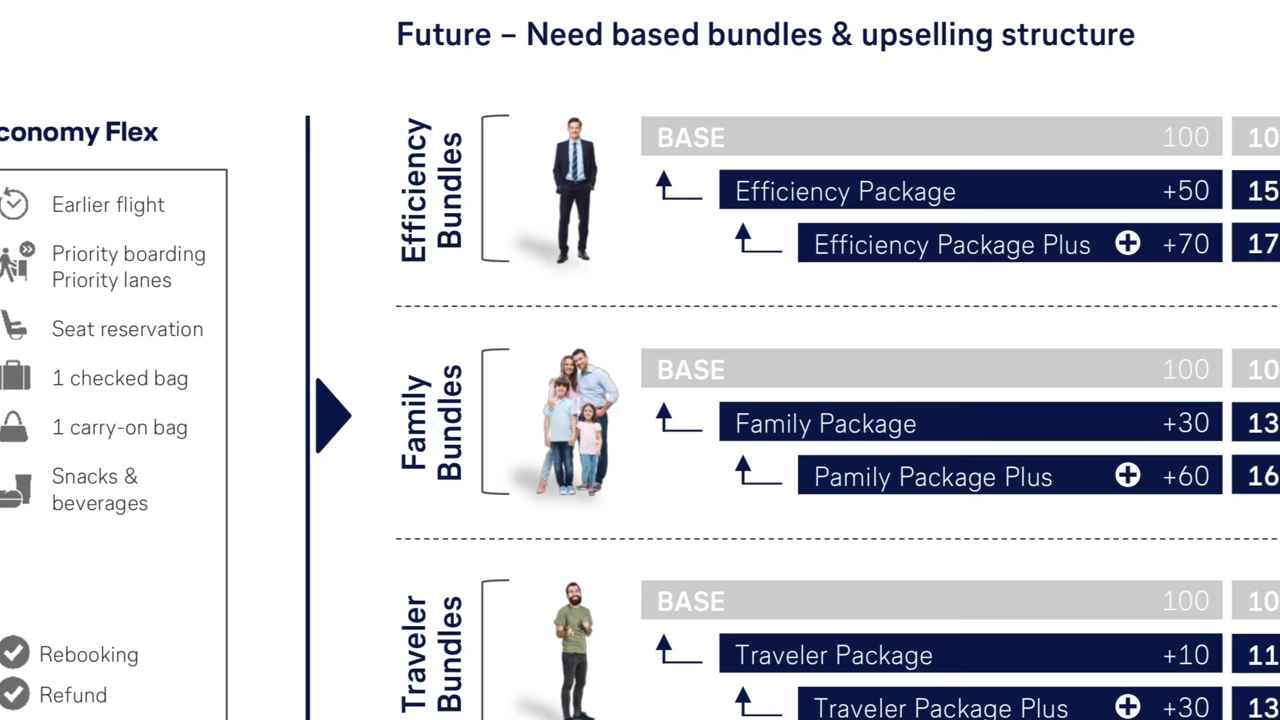 Future – Need based bundles & upselling structure
conomy Flex
Earlier flight
Priority boarding
Priority lanes
Seat reservation
1 checked bag
1 carry-on bag
Snacks &
beverages
Rebooking
Refund
Efficiency
Bundles
BASE 100 10
Efficiency Package +50 15
Efficiency Package Plus +70 17
Family
Bundles
BASE 100 10
Family Package +30 13
Pamily Package Plus +60 16
Traveler
Bundles
BASE 100 10
Traveler Package +10 11
Traveler Package Plus +30 13